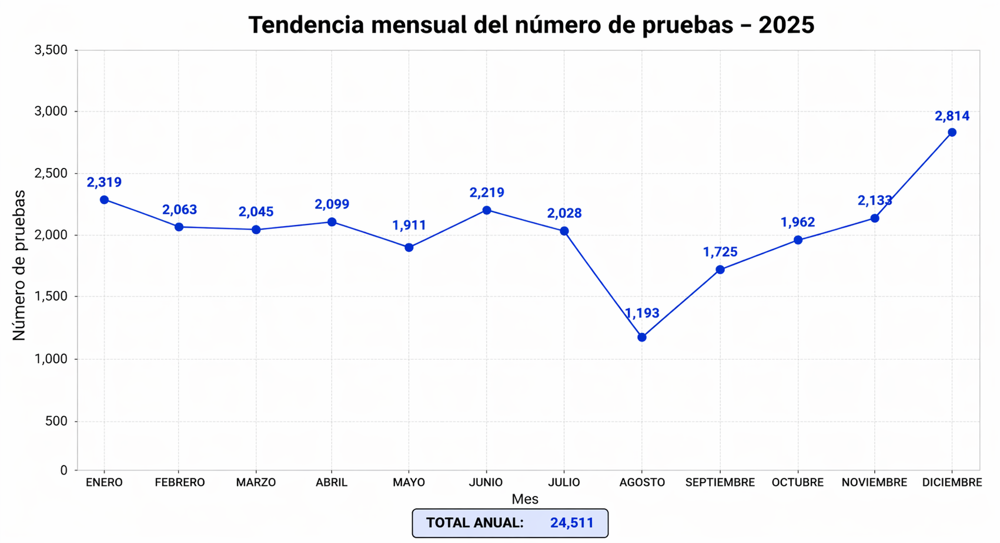 Tendencia mensual del número de pruebas – 2025
3,500
3,000
2,500
2,000
1,500
1,000
500
0
Número de pruebas
2,319
2,063
2,045
2,099
1,911
2,219
2,028
1,193
1,725
1,962
2,133
2,814
ENERO
FEBRERO
MARZO
ABRIL
MAYO
JUNIO
JULIO
AGOSTO
SEPTIEMBRE
OCTUBRE
NOVIEMBRE
DICIEMBRE
Mes
TOTAL ANUAL: 24,511